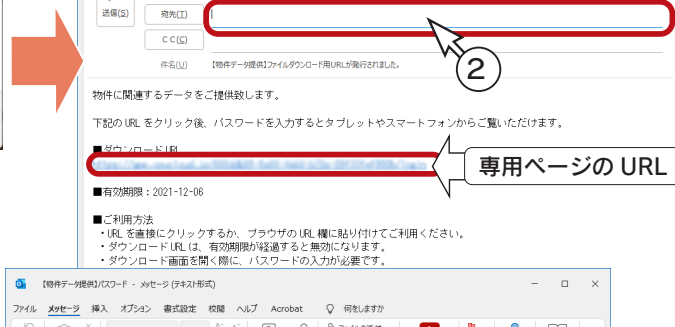 送信(S)
宛先(T)
CC(C)
②
件名(U) 【物件データ提供】ファイルダウンロード用URLが発行されました。
物件に関連するデータをご提供致します。
下記の URL をクリック後、パスワードを入力するとタブレットやスマートフォンからご覧いただけます。
■ダウンロードURL
専用ページの URL
■有効期限：2021-12-06
■ご利用方法
・URL を直接にクリックするか、ブラウザの URL 欄に貼り付けてご利用ください。
・ダウンロード URL は、有効期限が経過すると無効になります。
・ダウンロード画面を開く際に、パスワードの入力が必要です。
【物件データ提供】パスワード - メッセージ (テキスト形式)
ファイル メッセージ 挿入 オプション 書式設定 校閲 ヘルプ Acrobat 何をしますか